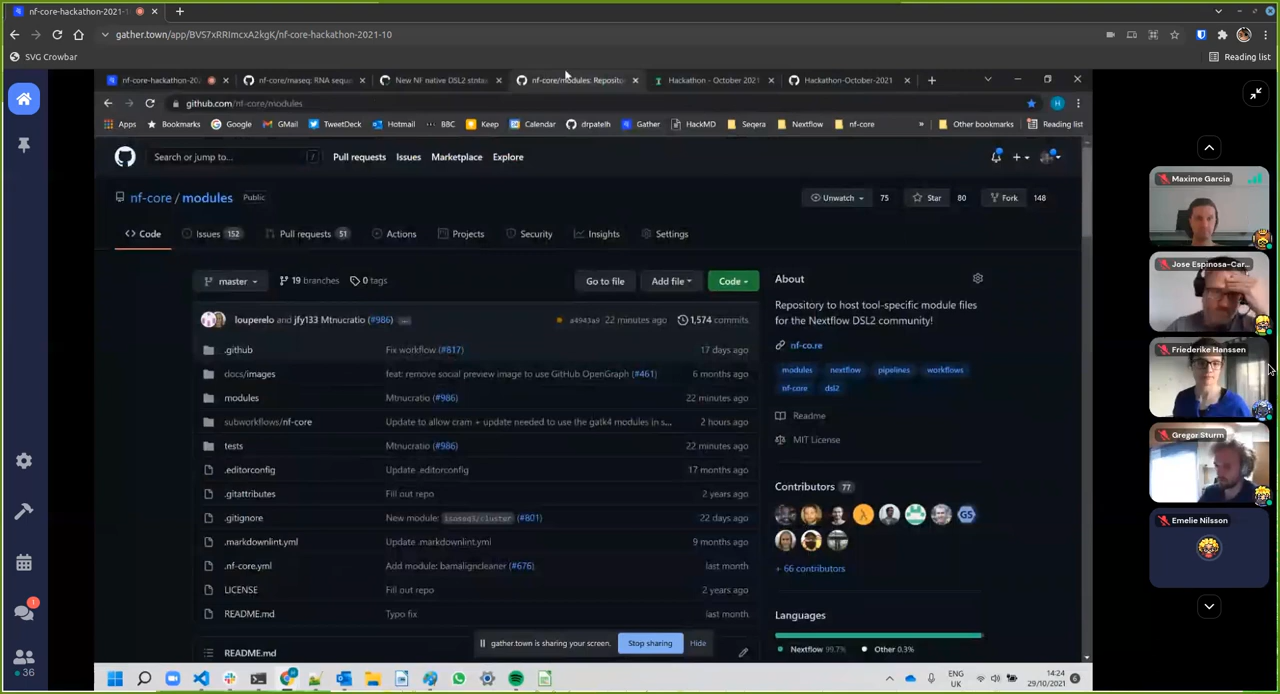 nf-core-hackathon-2021-1
gather.town/app/BVS7xRRImcxA2kgK/nf-core-hackathon-2021-10
SVG Crowbar
Reading list
nf-core-hackathon-20
nf-core/rnaseq: RNA sequ
New NF native DSL2 stnta
nf-core/modules: Reposito
Hackathon - October 2021
Hackathon-October-2021
github.com/nf-core/modules
Apps
Bookmarks
Google
GMail
TweetDeck
Hotmail
BBC
Keep
Calendar
drpatelh
Gather
HackMD
Seqera
Nextflow
nf-core
»
Other bookmarks
Reading list
Search or jump to...
/
Pull requests
Issues
Marketplace
Explore
nf-core / modules
Public
Unwatch
75
Star
80
Fork
148
Code
Issues 152
Pull requests 51
Actions
Projects
Security
Insights
Settings
master
19 branches
0 tags
Go to file
Add file
Code
louperelo and jfy133 Mtnucratio (#986) ...
a4943a9 22 minutes ago
1,574 commits
.github
Fix workflow (#817)
17 days ago
docs/images
feat: remove social preview image to use GitHub OpenGraph (#461)
6 months ago
modules
Mtnucratio (#986)
22 minutes ago
subworkflows/nf-core
Update to allow cram + update needed to use the gatk4 modules in s...
2 hours ago
tests
Mtnucratio (#986)
22 minutes ago
.editorconfig
Update .editorconfig
17 months ago
.gitattributes
Fill out repo
2 years ago
.gitignore
New module: isoseq3/cluster (#801)
22 days ago
.markdownlint.yml
Update .markdownlint.yml
9 months ago
.nf-core.yml
Add module: bamaligncleaner (#676)
last month
LICENSE
Fill out repo
2 years ago
README.md
Typo fix
last month
README.md
About
Repository to host tool-specific module files
for the Nextflow DSL2 community!
nf-co.re
modules
nextflow
pipelines
workflows
nf-core
dsl2
Readme
MIT License
Contributors 77
GS
+ 66 contributors
Languages
Nextflow 99.7%
Other 0.3%
gather.town is sharing your screen.
Stop sharing
Hide
ENG
UK
14:24
29/10/2021
6
Maxime Garcia
Jose Espinosa-Car...
Friederike Hanssen
Gregor Sturm
Emelie Nilsson
1
36